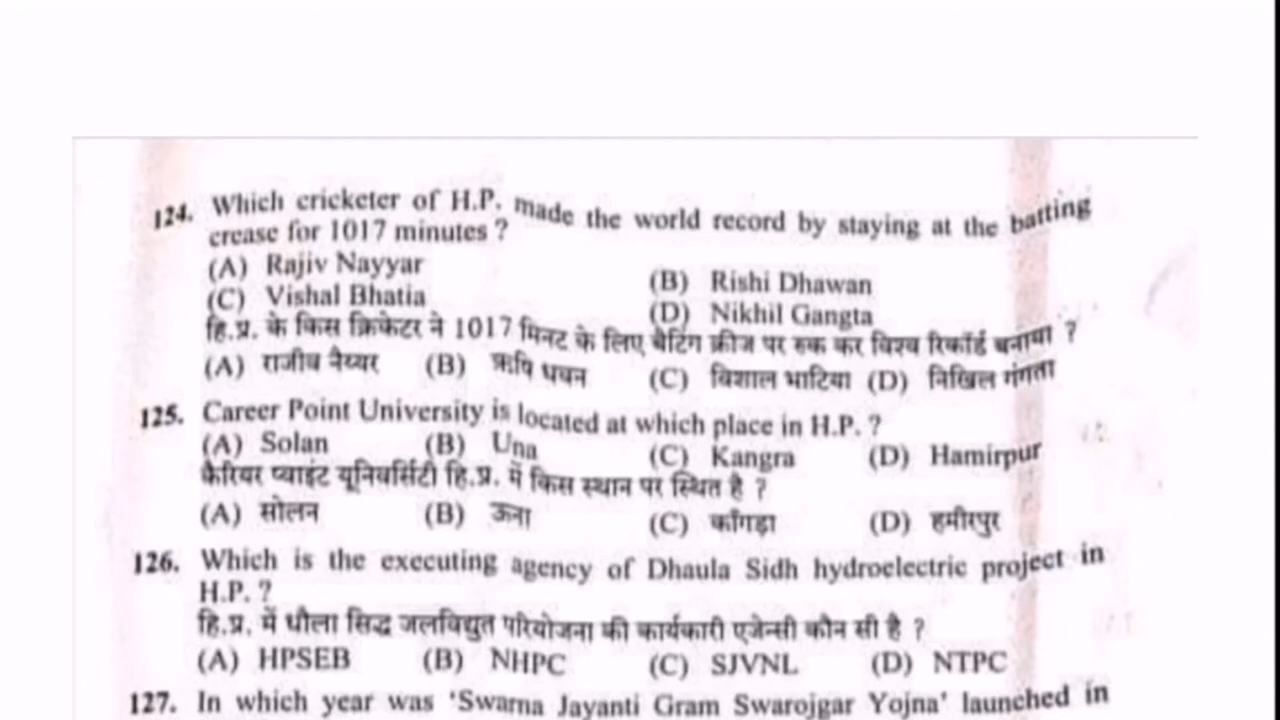 124. Which cricketer of H.P. made the world record by staying at the batting
crease for 1017 minutes ?
(A) Rajiv Nayyar (B) Rishi Dhawan
(C) Vishal Bhatia (D) Nikhil Gangta
हि.प्र. के किस क्रिकेटर ने 1017 मिनट के लिए बैटिंग क्रीज पर रुक कर विश्व रिकॉर्ड बनाया ?
(A) राजीव नैय्यर (B) ऋषि धवन (C) विशाल भाटिया (D) निखिल गंगता
125. Career Point University is located at which place in H.P. ?
(A) Solan (B) Una (C) Kangra (D) Hamirpur
कैरियर प्वाइंट यूनिवर्सिटी हि.प्र. में किस स्थान पर स्थित है ?
(A) सोलन (B) ऊना (C) काँगड़ा (D) हमीरपुर
126. Which is the executing agency of Dhaula Sidh hydroelectric project in
H.P. ?
हि.प्र. में धौला सिद्ध जलविद्युत परियोजना की कार्यकारी एजेन्सी कौन सी है ?
(A) HPSEB (B) NHPC (C) SJVNL (D) NTPC
127. In which year was ‘Swarna Jayanti Gram Swarojgar Yojna’ launched in